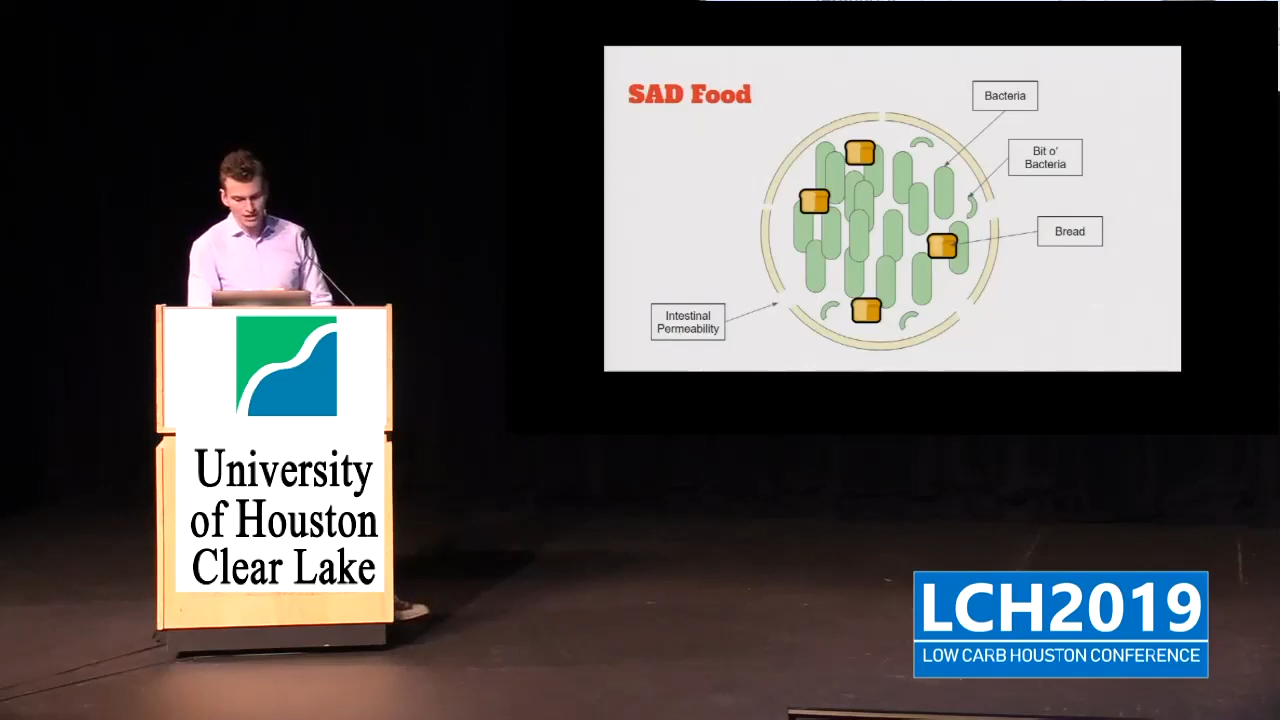 SAD Food
Bacteria
Bit o'
Bacteria
Bread
Intestinal
Permeability
University
of Houston
Clear Lake
LCH2019
LOW CARB HOUSTON CONFERENCE